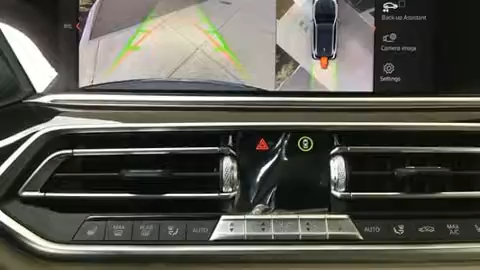 Back-up Assistant
Camera image
Settings
MAX
REAR
AUTO
AUTO
MAX
A/C